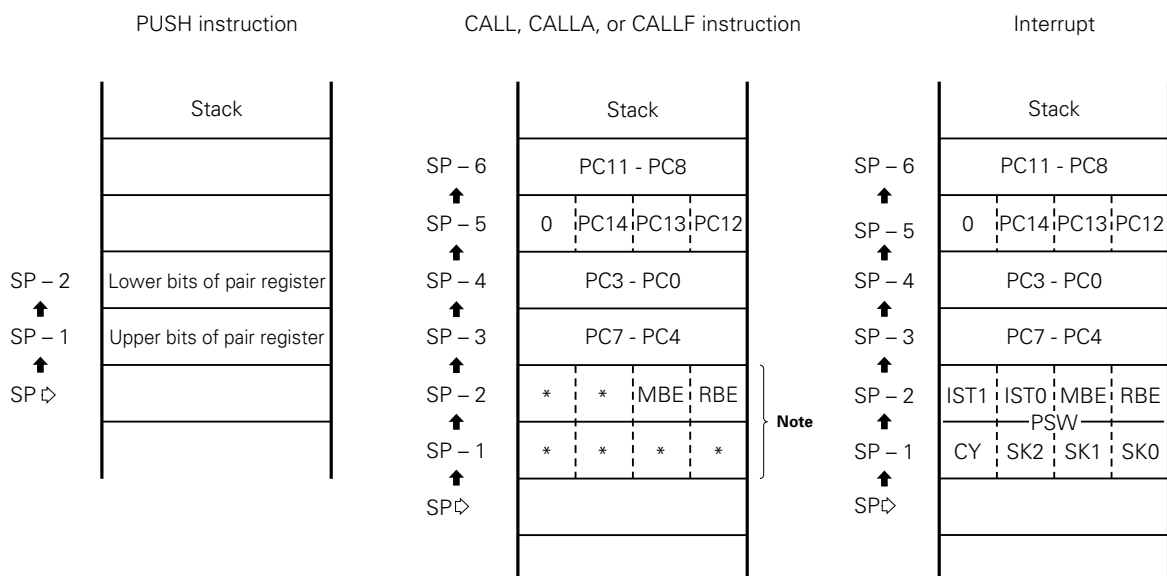 PUSH instruction
Stack
SP – 2 Lower bits of pair register
SP – 1 Upper bits of pair register
SP
CALL, CALLA, or CALLF instruction
Stack
SP – 6 PC11 - PC8
SP – 5 0 PC14 PC13 PC12
SP – 4 PC3 - PC0
SP – 3 PC7 - PC4
SP – 2 * * MBE RBE
Note
SP – 1 * * * *
SP
Interrupt
Stack
SP – 6 PC11 - PC8
SP – 5 0 PC14 PC13 PC12
SP – 4 PC3 - PC0
SP – 3 PC7 - PC4
SP – 2 IST1 IST0 MBE RBE
PSW
SP – 1 CY SK2 SK1 SK0
SP